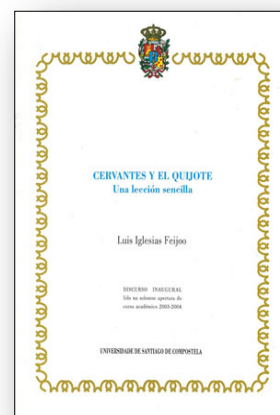 CERVANTES Y EL QUIJOTE
Una lección sencilla
Luis Iglesias Feijoo
DISCURSO INAUGURAL
lido na solemne apertura do
curso académico 2003-2004
UNIVERSIDADE DE SANTIAGO DE COMPOSTELA